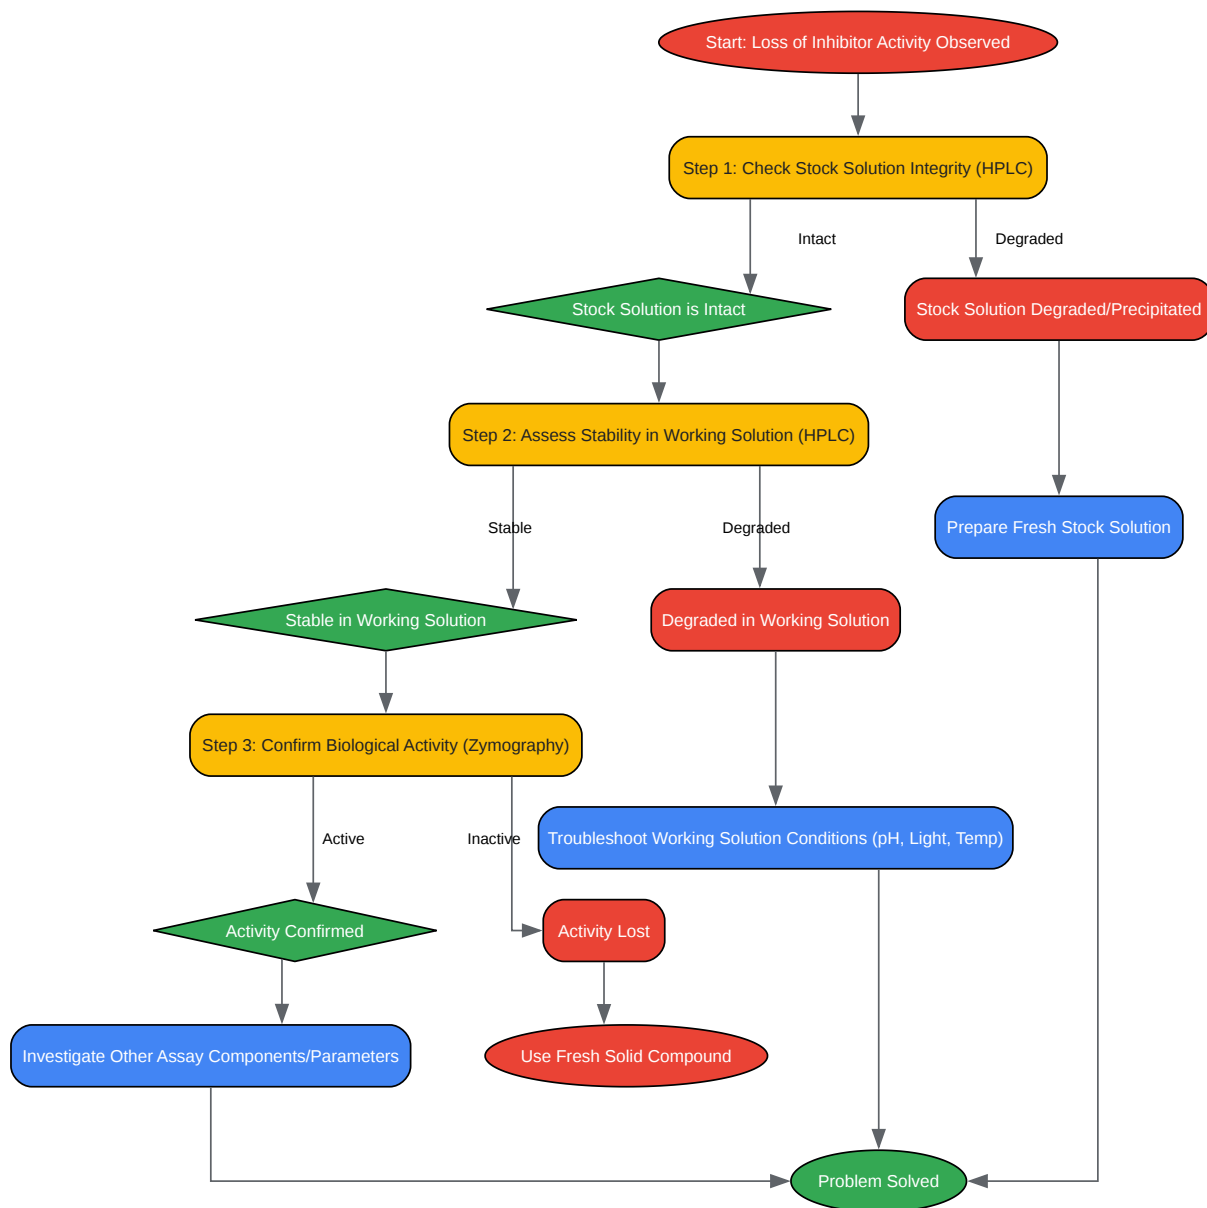 Start: Loss of Inhibitor Activity Observed
Step 1: Check Stock Solution Integrity (HPLC)
Intact
Degraded
Stock Solution is Intact
Stock Solution Degraded/Precipitated
Step 2: Assess Stability in Working Solution (HPLC)
Stable
Degraded
Prepare Fresh Stock Solution
Stable in Working Solution
Degraded in Working Solution
Step 3: Confirm Biological Activity (Zymography)
Active
Inactive
Troubleshoot Working Solution Conditions (pH, Light, Temp)
Activity Confirmed
Activity Lost
Investigate Other Assay Components/Parameters
Use Fresh Solid Compound
Problem Solved